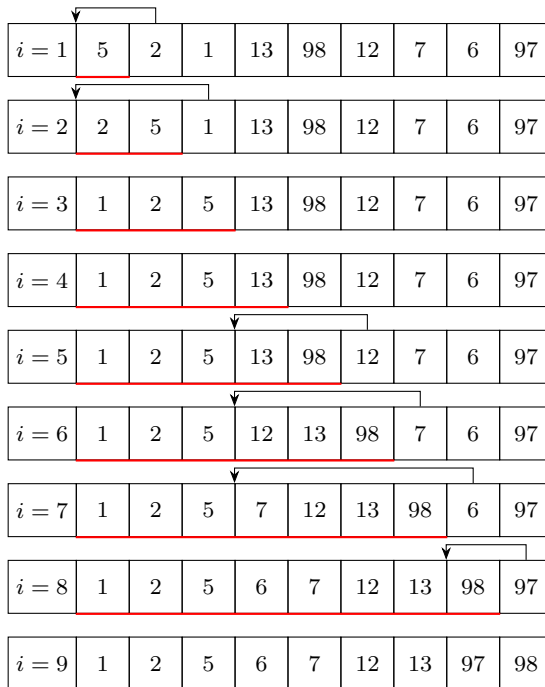 i = 1 5 2 1 13 98 12 7 6 97
i = 2 2 5 1 13 98 12 7 6 97
i = 3 1 2 5 13 98 12 7 6 97
i = 4 1 2 5 13 98 12 7 6 97
i = 5 1 2 5 13 98 12 7 6 97
i = 6 1 2 5 12 13 98 7 6 97
i = 7 1 2 5 7 12 13 98 6 97
i = 8 1 2 5 6 7 12 13 98 97
i = 9 1 2 5 6 7 12 13 97 98